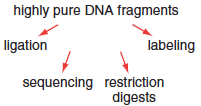 highly pure DNA fragments
ligation
labeling
sequencing
restriction
digests